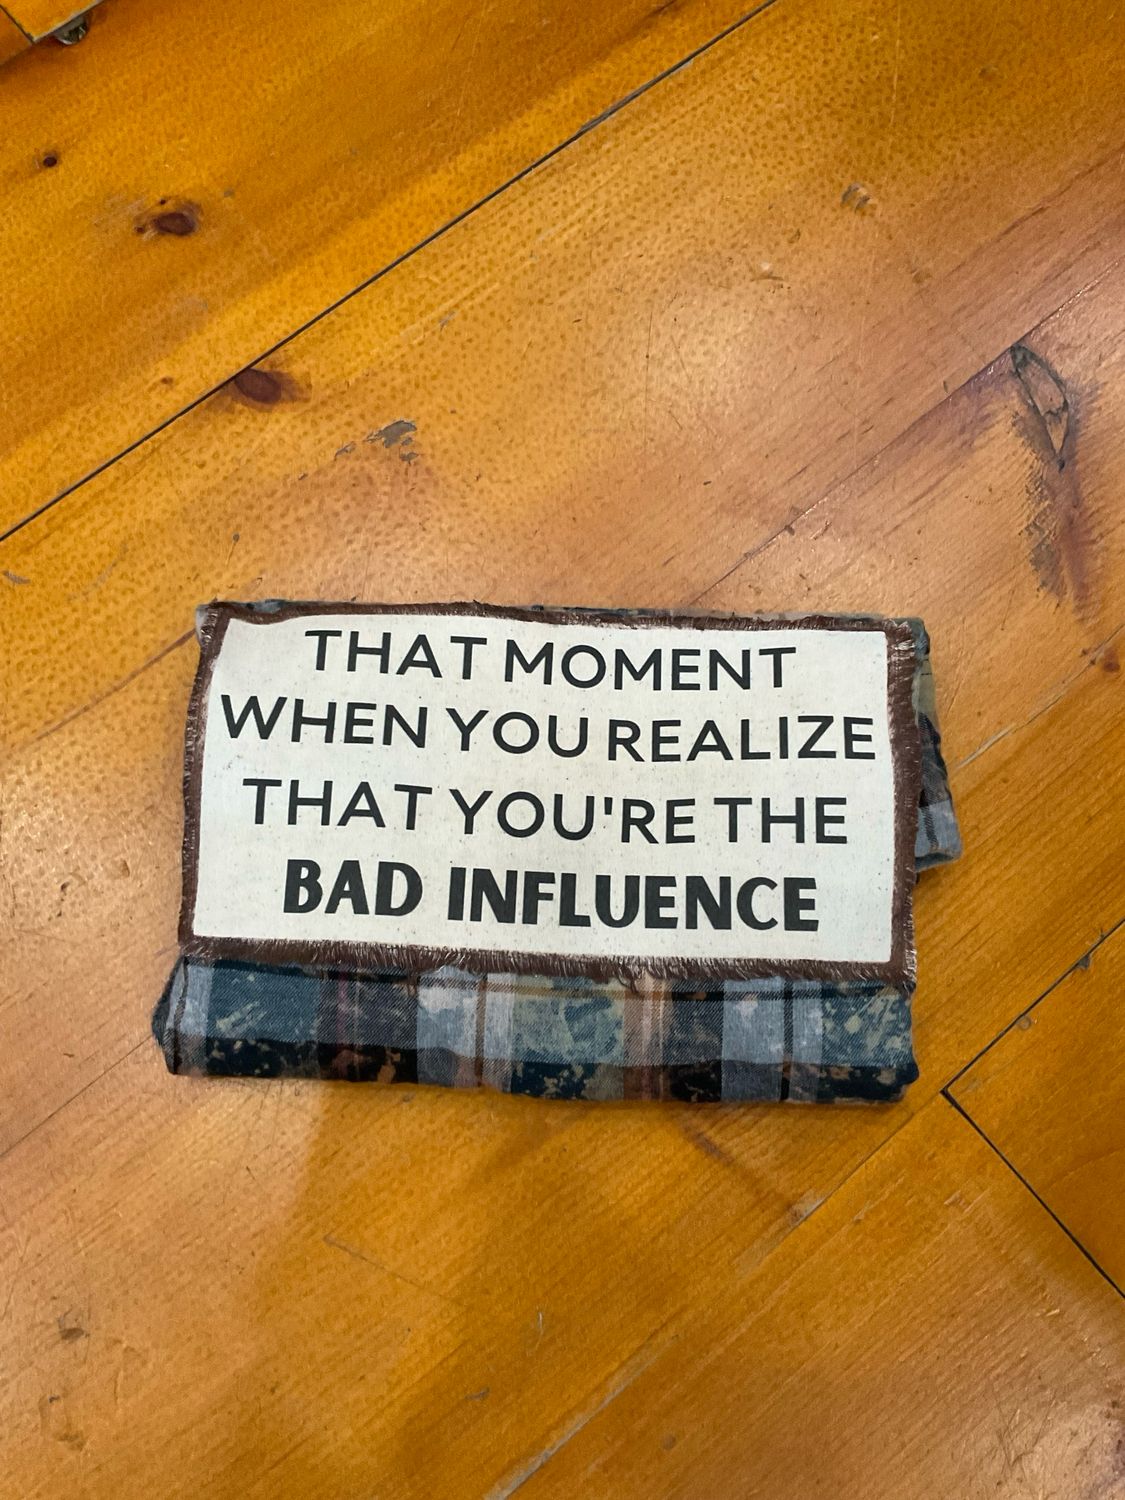 THAT MOMENT
WHEN YOU REALIZE
THAT YOU'RE THE
BAD INFLUENCE